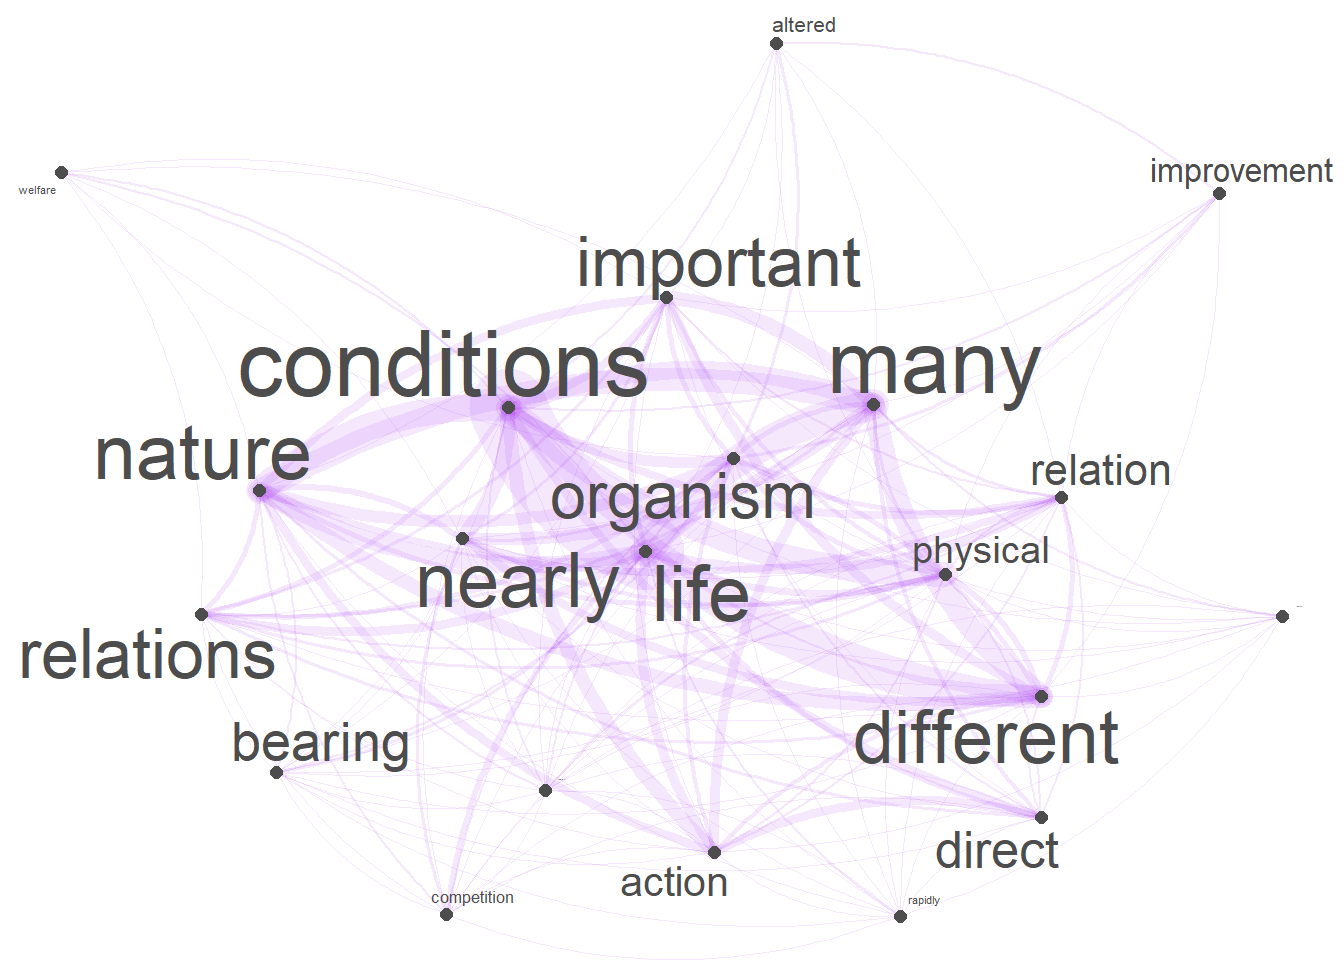 altered
improvement
welfare
important
conditions
many
nature
relation
organism
physical
nearly
life
relations
different
bearing
direct
action
competition
rapidly